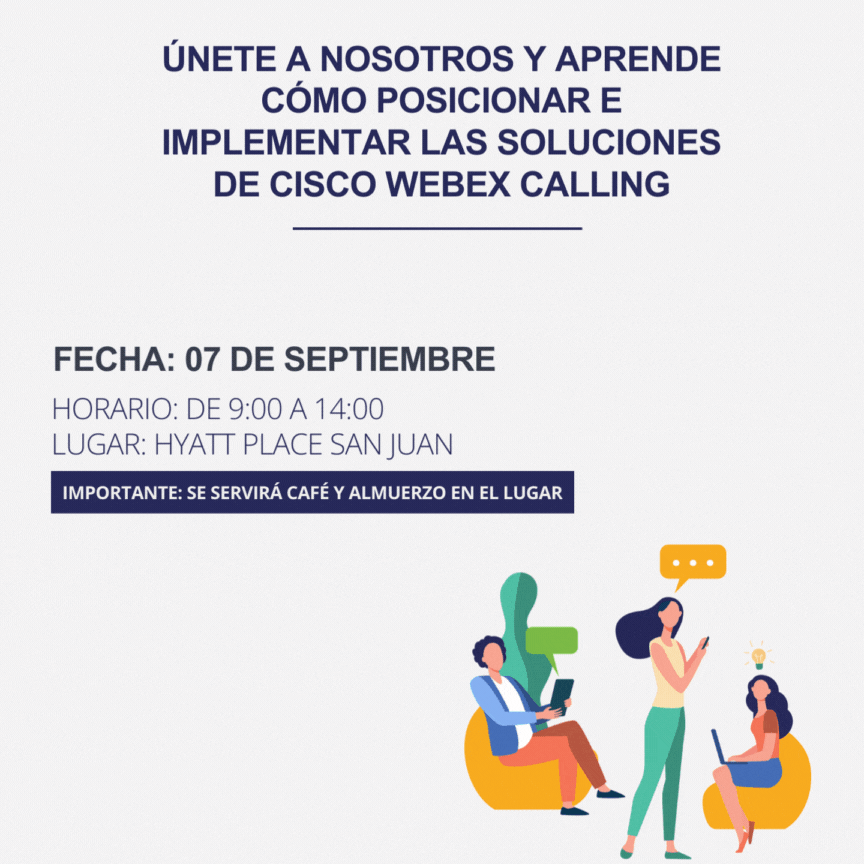 ÚNETE A NOSOTROS Y APRENDE
CÓMO POSICIONAR E
IMPLEMENTAR LAS SOLUCIONES
DE CISCO WEBEX CALLING
FECHA: 07 DE SEPTIEMBRE
HORARIO: DE 9:00 A 14:00
LUGAR: HYATT PLACE SAN JUAN
IMPORTANTE: SE SERVIRÁ CAFÉ Y ALMUERZO EN EL LUGAR